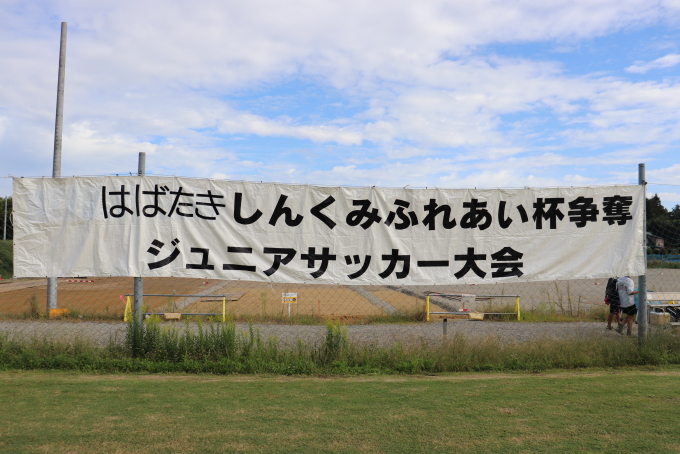 はばたきしんくみふれあい杯争奪
ジュニアサッカー大会